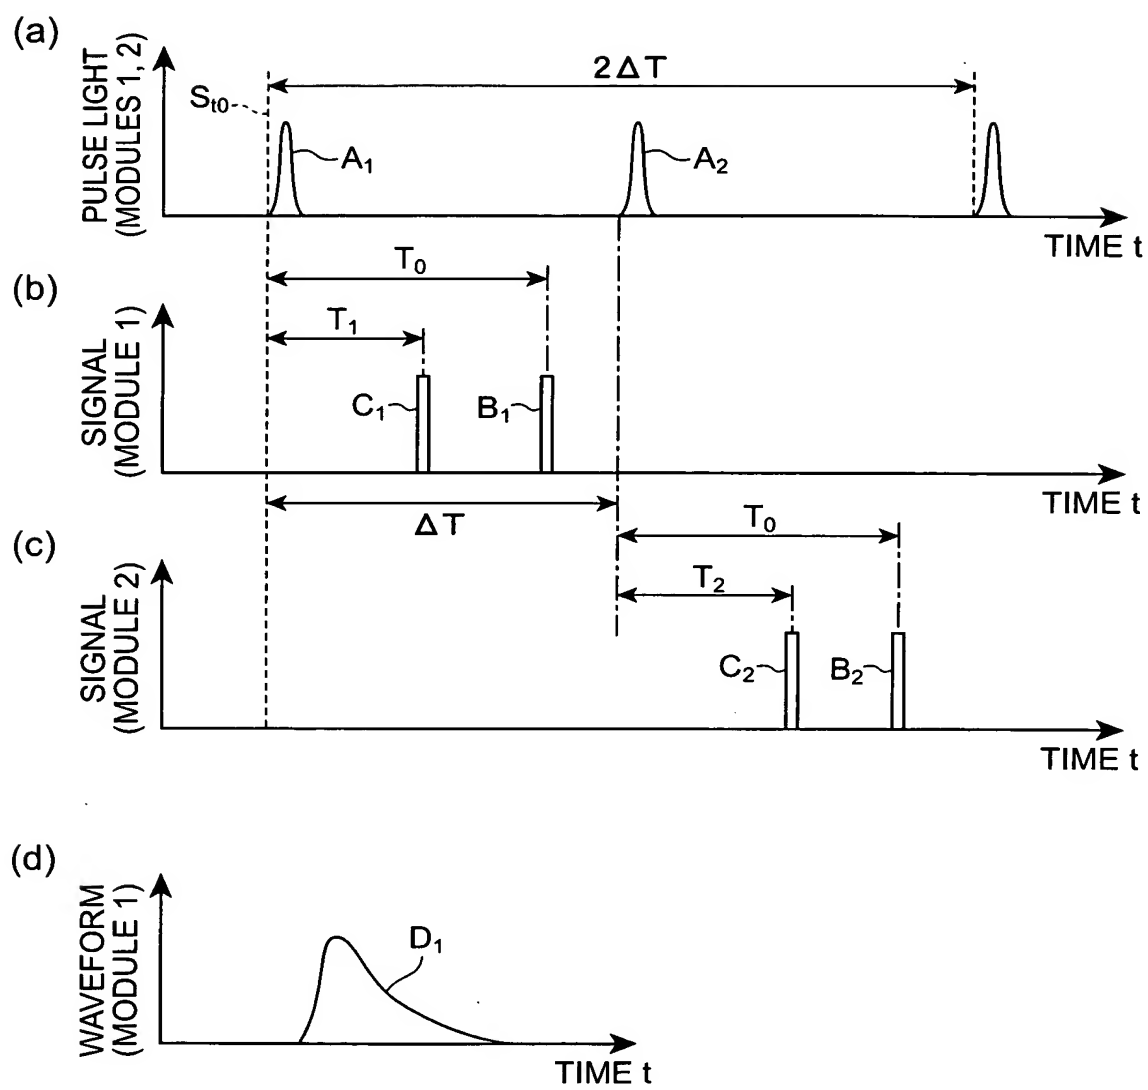 (a)
PULSE LIGHT
(MODULES 1, 2)
St0
2ΔT
A1
A2
TIME t
(b)
SIGNAL
(MODULE 1)
T0
T1
C1
B1
TIME t
ΔT
(c)
SIGNAL
(MODULE 2)
T0
T2
C2
B2
TIME t
(d)
WAVEFORM
(MODULE 1)
D1
TIME t